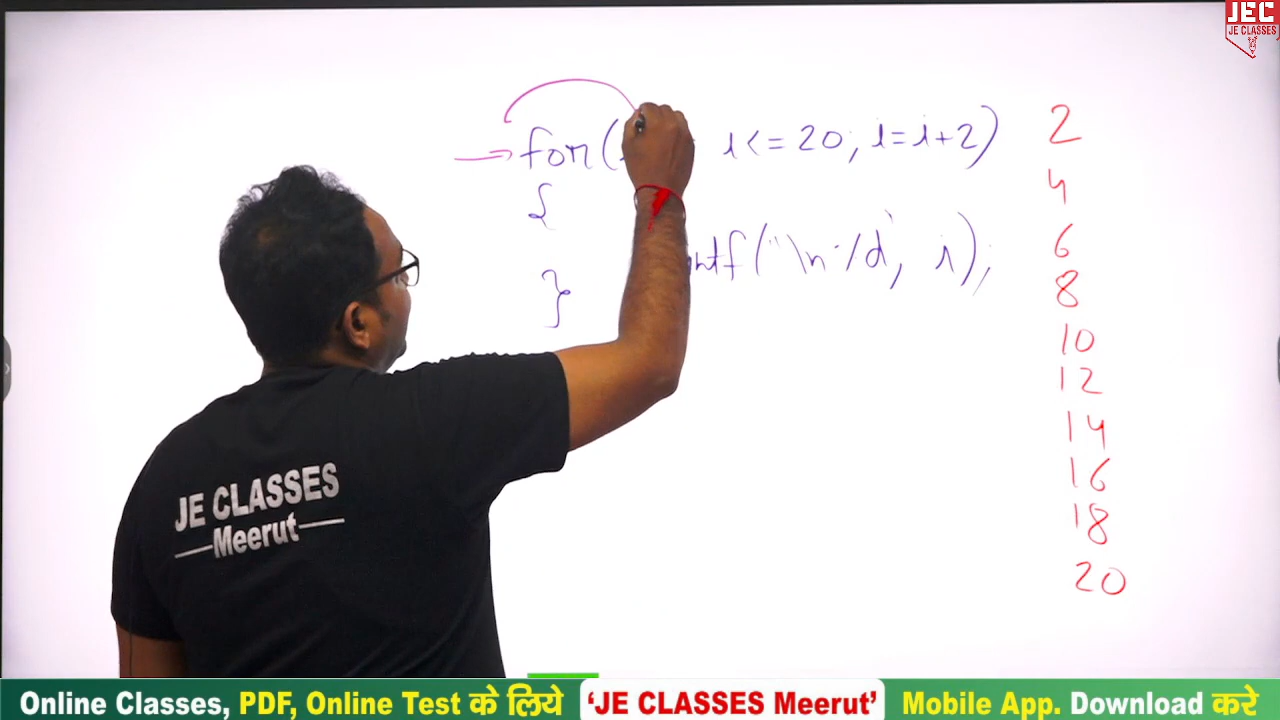 JEC
JE CLASSES
for( i<=20; i=i+2)
{
ntf("\n%d", i);
}
2
4
6
8
10
12
14
16
18
20
JE CLASSES
Meerut
Online Classes, PDF, Online Test के लिये 'JE CLASSES Meerut' Mobile App. Download करे